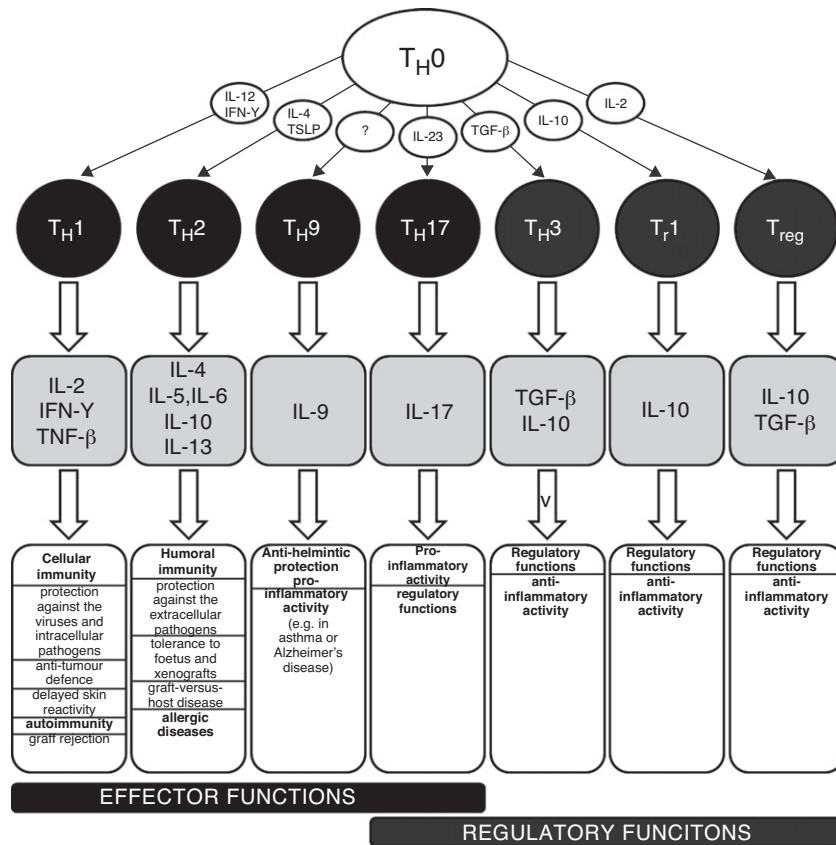 TH0
IL-12
IFN-Y
IL-4
TSLP
?
IL-23
TGF-β
IL-10
IL-2
TH1
TH2
TH9
TH17
TH3
Tr1
Treg
IL-2
IFN-Y
TNF-β
IL-4
IL-5,IL-6
IL-10
IL-13
IL-9
IL-17
TGF-β
IL-10
IL-10
IL-10
TGF-β
v
Cellular
immunity
protection
against the
viruses and
intracellular
pathogens
anti-tumour
defence
delayed skin
reactivity
autoimmunity
graff rejection
Humoral
immunity
protection
against the
extracellular
pathogens
tolerance to
foetus and
xenografts
graft-versus-
host disease
allergic
diseases
Anti-helmintic
protection
pro-
inflammatory
activity
(e.g. in
asthma or
Alzheimer's
disease)
Pro-
inflammatory
activity
regulatory
functions
Regulatory
functions
anti-
inflammatory
activity
Regulatory
functions
anti-
inflammatory
activity
Regulatory
functions
anti-
inflammatory
activity
EFFECTOR FUNCTIONS
REGULATORY FUNCITONS